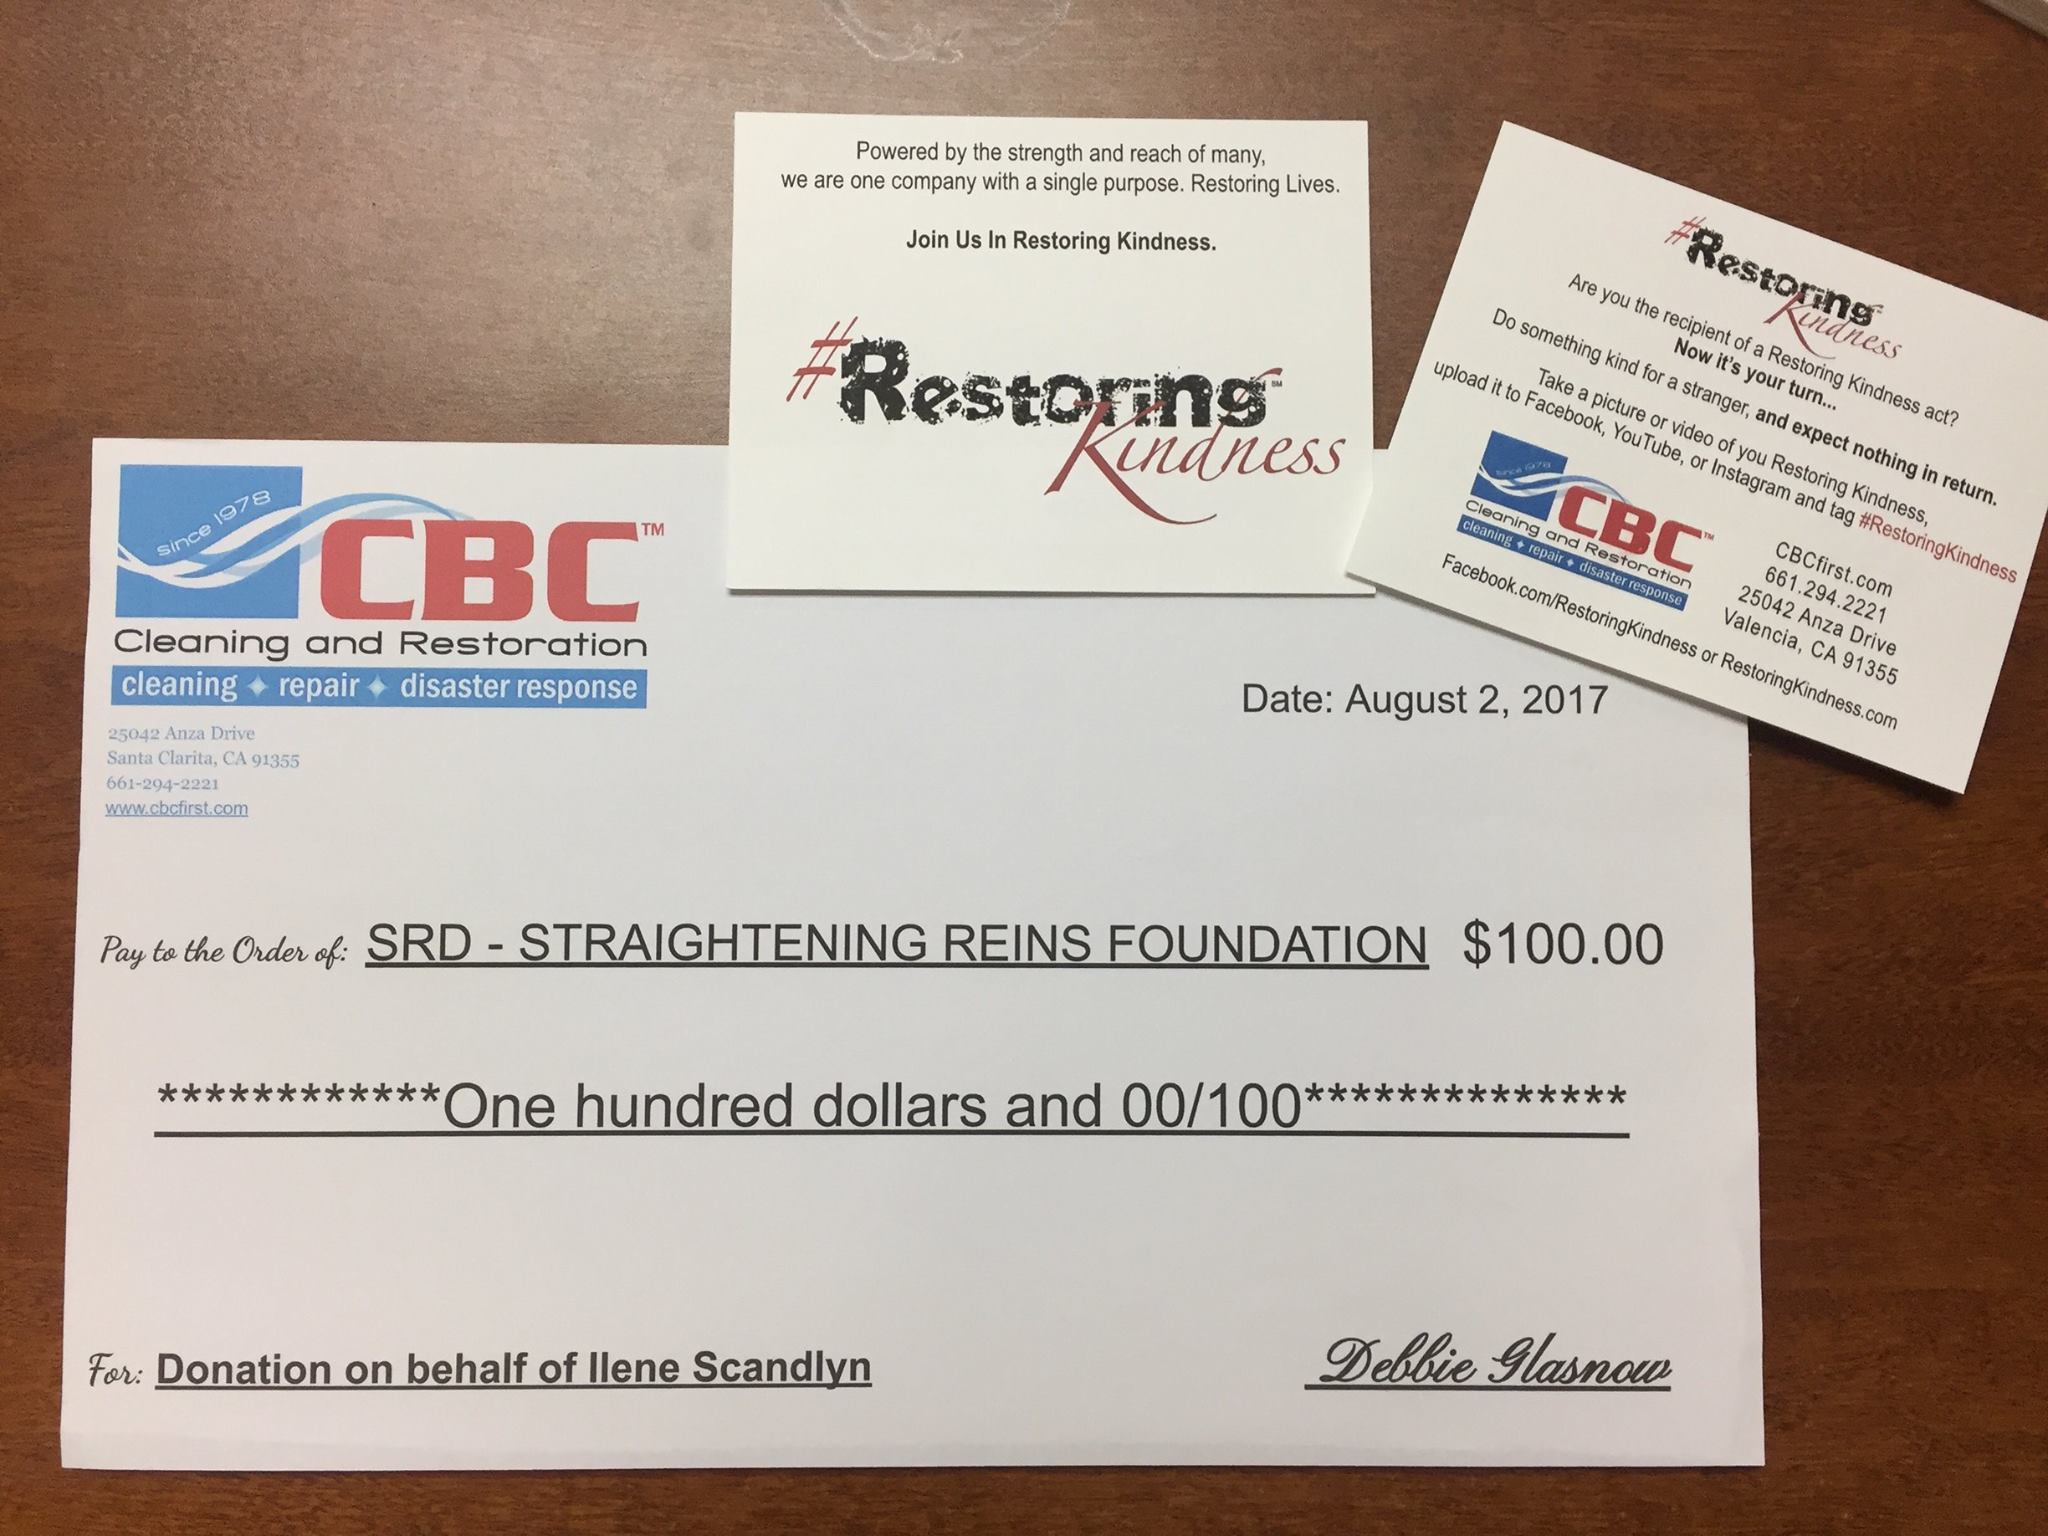 Powered by the strength and reach of many,
we are one company with a single purpose. Restoring Lives.
Join Us In Restoring Kindness.
#Restoring℠
Kindness
#Restoring
Kindness
Are you the recipient of a Restoring Kindness act?
Now it's your turn...
Do something kind for a stranger, and expect nothing in return.
Take a picture or video of you Restoring Kindness,
upload it to Facebook, YouTube, or Instagram and tag #RestoringKindness
since 1978
CBC™
Cleaning and Restoration
cleaning ✦ repair ✦ disaster response
CBCfirst.com
661.294.2221
25042 Anza Drive
Valencia, CA 91355
Facebook.com/RestoringKindness or RestoringKindness.com
since 1978
CBC™
Cleaning and Restoration
cleaning ✦ repair ✦ disaster response
25042 Anza Drive
Santa Clarita, CA 91355
661-294-2221
www.cbcfirst.com
Date: August 2, 2017
Pay to the Order of: SRD - STRAIGHTENING REINS FOUNDATION $100.00
************One hundred dollars and 00/100**************
For: Donation on behalf of Ilene Scandlyn
Debbie Glasnow